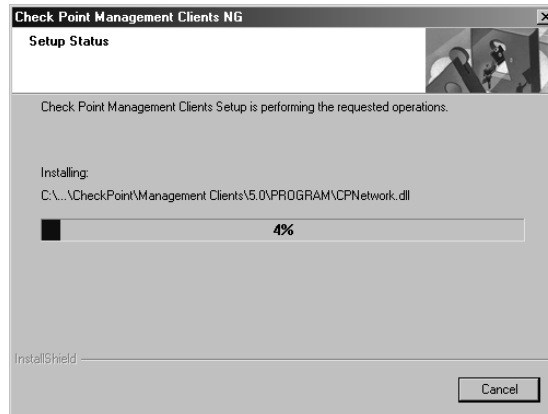 Check Point Management Clients NG
Setup Status
Check Point Management Clients Setup is performing the requested operations.
Installing:
C:\...\CheckPoint\Management Clients\5.0\PROGRAM\CPNetwork.dll
4%
InstallShield
Cancel